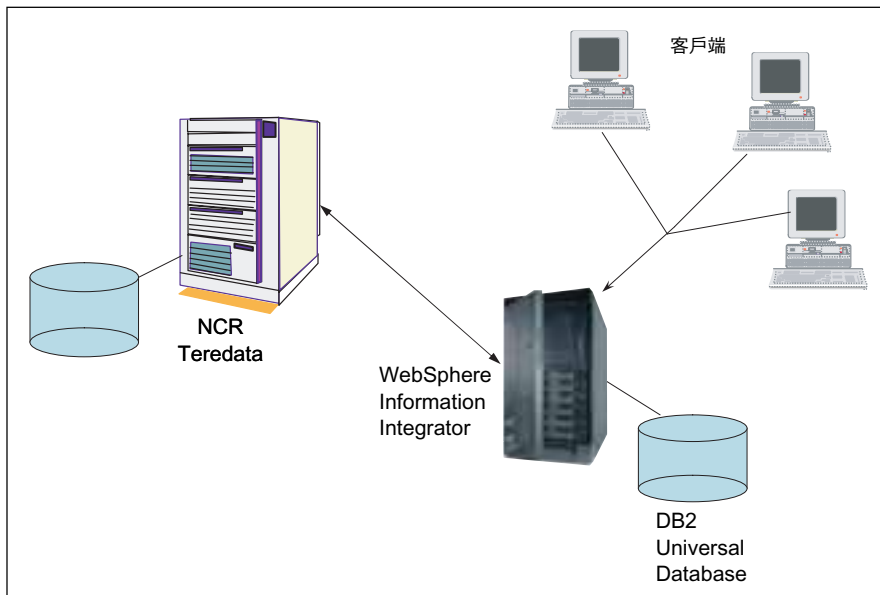 客戶端
NCR
Teredata
WebSphere
Information
Integrator
DB2
Universal
Database